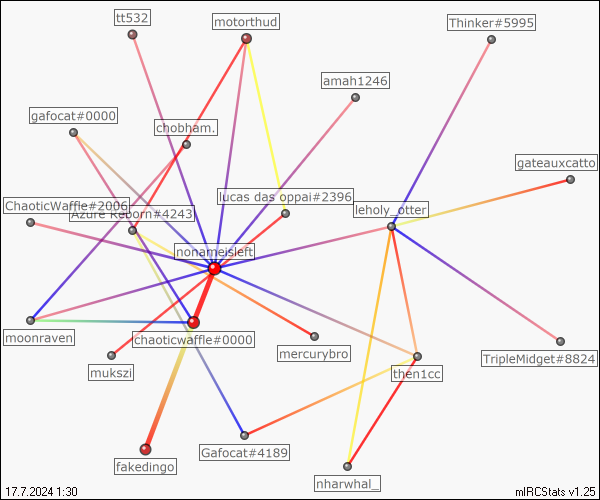 tt532
motorthud
Thinker#5995
amah1246
gafocat#0000
chobham.
gateauxcatto
ChaoticWaffle#2006
lucas das oppai#2396
Azure Reborn#4243
leholy_otter
nonameisleft
moonraven
chaoticwaffle#0000
mercurybro
TripleMidget#8824
mukszi
then1cc
Gafocat#4189
fakedingo
nharwhal_
17.7.2024 1:30
mIRCStats v1.25